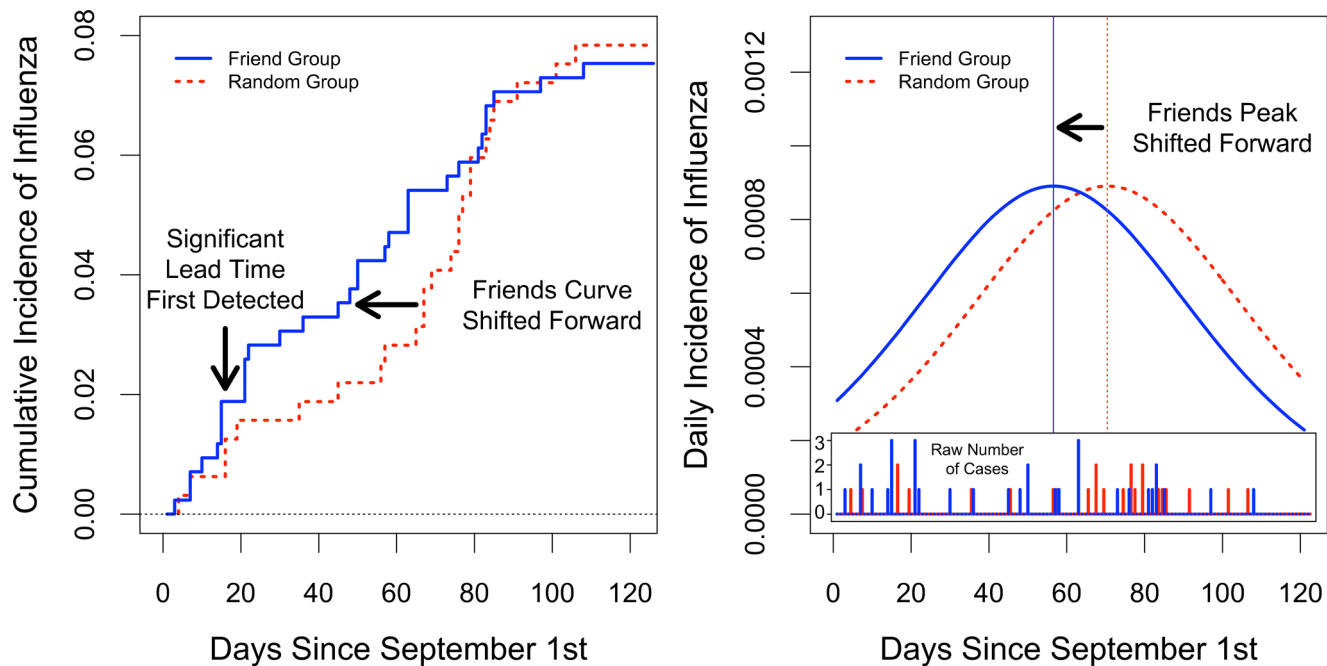 Cumulative Incidence of Influenza
0.08
0.06
0.04
0.02
0.00
Friend Group
Random Group
Significant
Lead Time
First Detected
Friends Curve
Shifted Forward
0 20 40 60 80 100 120
Days Since September 1st
Daily Incidence of Influenza
0.0012
0.0008
0.0004
0.0000
Friend Group
Random Group
Friends Peak
Shifted Forward
Raw Number
of Cases
3
2
1
0
0 20 40 60 80 100 120
Days Since September 1st